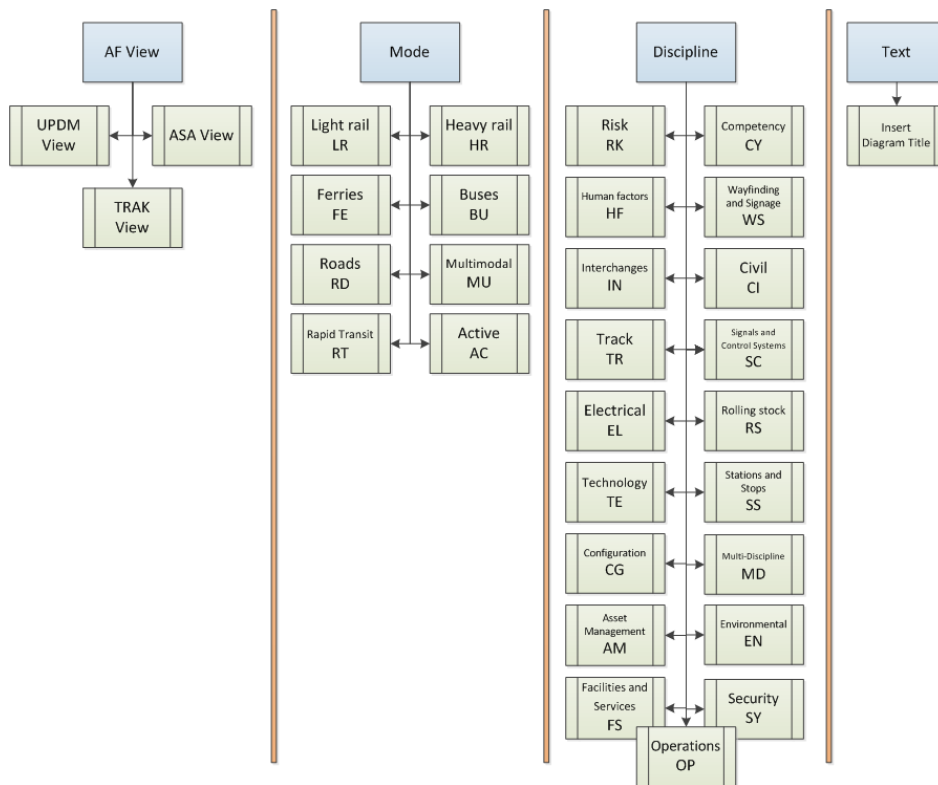 AF View
UPDM
View
ASA View
TRAK
View
Mode
Light rail
LR
Heavy rail
HR
Ferries
FE
Buses
BU
Roads
RD
Multimodal
MU
Rapid Transit
RT
Active
AC
Discipline
Risk
RK
Competency
CY
Human factors
HF
Wayfinding
and Signage
WS
Interchanges
IN
Civil
CI
Track
TR
Signals and
Control Systems
SC
Electrical
EL
Rolling stock
RS
Technology
TE
Stations and
Stops
SS
Configuration
CG
Multi-Discipline
MD
Asset
Management
AM
Environmental
EN
Facilities and
Services
FS
Security
SY
Operations
OP
Text
Insert
Diagram Title